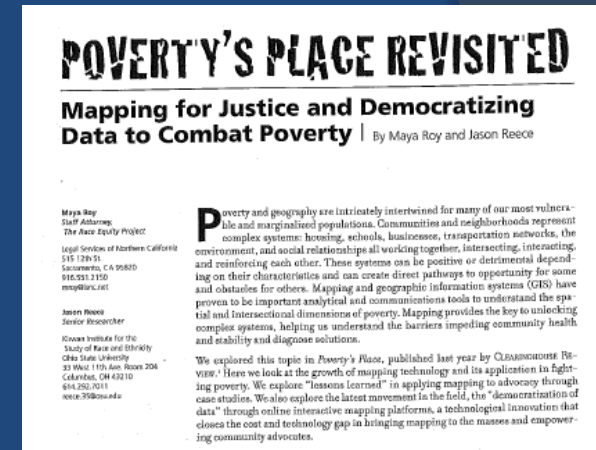 POVERTY'S PLACE REVISITED
Mapping for Justice and Democratizing
Data to Combat Poverty | By Maya Roy and Jason Reece
Maya Roy
Staff Attorney,
The Race Equity Project
Legal Services of Northern California
515 12th St.
Sacramento, CA 95820
916.551.2150
mroy@lsnc.net
Jason Reece
Senior Researcher
Kirwan Institute for the
Study of Race and Ethnicity
Ohio State University
33 West 11th Ave. Room 204
Columbus, OH 43210
614.292.7011
reece.35@osu.edu
Poverty and geography are intricately intertwined for many of our most vulnera-
ble and marginalized populations. Communities and neighborhoods represent
complex systems: housing, schools, businesses, transportation networks, the
environment, and social relationships all working together, intersecting, interacting,
and reinforcing each other. These systems can be positive or detrimental depend-
ing on their characteristics and can create direct pathways to opportunity for some
and obstacles for others. Mapping and geographic information systems (GIS) have
proven to be important analytical and communications tools to understand the spa-
tial and intersectional dimensions of poverty. Mapping provides the key to unlocking
complex systems, helping us understand the barriers impeding community health
and stability and diagnose solutions.
We explored this topic in Poverty's Place, published last year by CLEARINGHOUSE RE-
VIEW.¹ Here we look at the growth of mapping technology and its application in fight-
ing poverty. We explore "lessons learned" in applying mapping to advocacy through
case studies. We also explore the latest movement in the field, the "democratization of
data" through online interactive mapping platforms, a technological innovation that
closes the cost and technology gap in bringing mapping to the masses and empower-
ing community advocates.